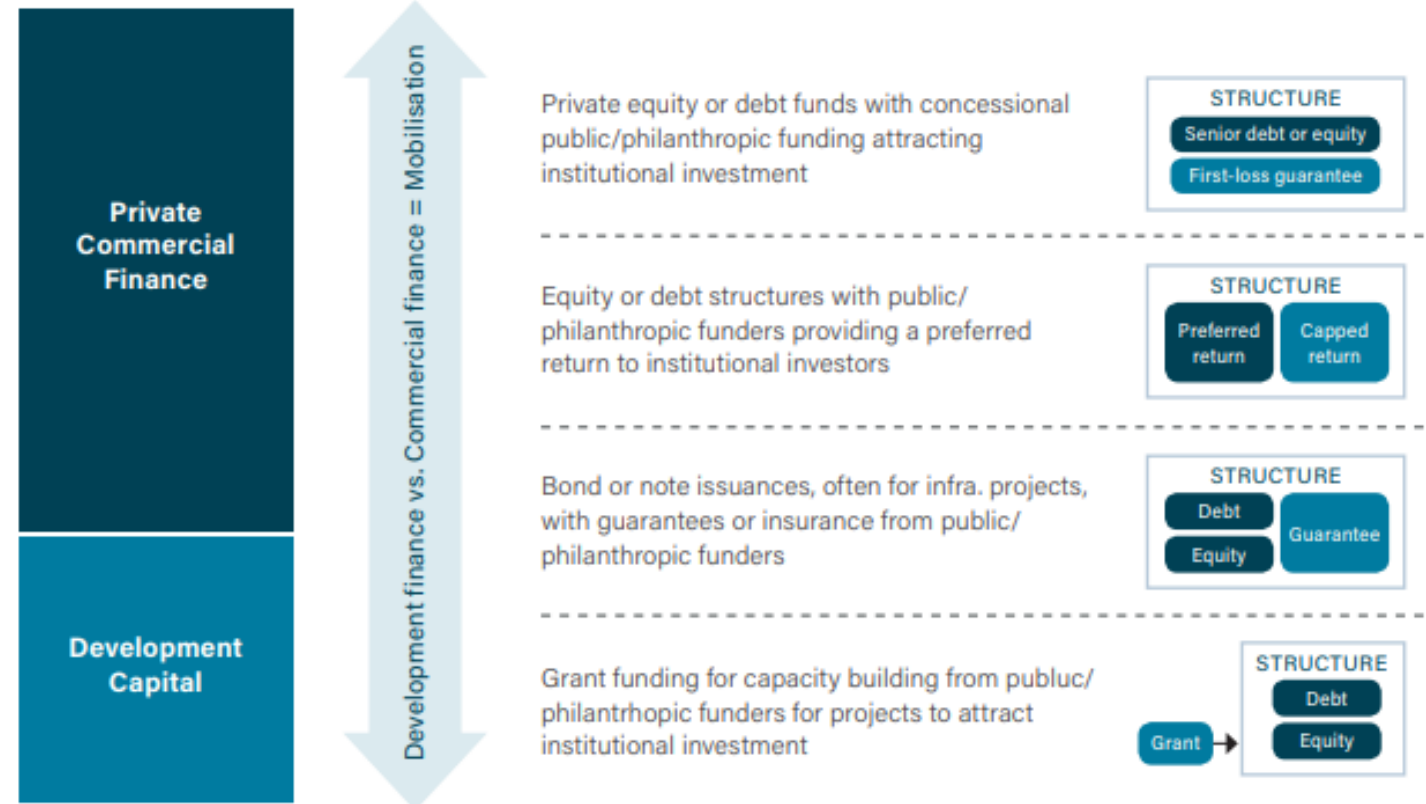 Private
Commercial
Finance
Development
Capital
Development finance vs. Commercial finance = Mobilisation
Private equity or debt funds with concessional
public/philanthropic funding attracting
institutional investment
STRUCTURE
Senior debt or equity
First-loss guarantee
Equity or debt structures with public/
philanthropic funders providing a preferred
return to institutional investors
STRUCTURE
Preferred
return
Capped
return
Bond or note issuances, often for infra. projects,
with guarantees or insurance from public/
philanthropic funders
STRUCTURE
Debt
Equity
Guarantee
Grant funding for capacity building from publuc/
philantrhopic funders for projects to attract
institutional investment
Grant
STRUCTURE
Debt
Equity